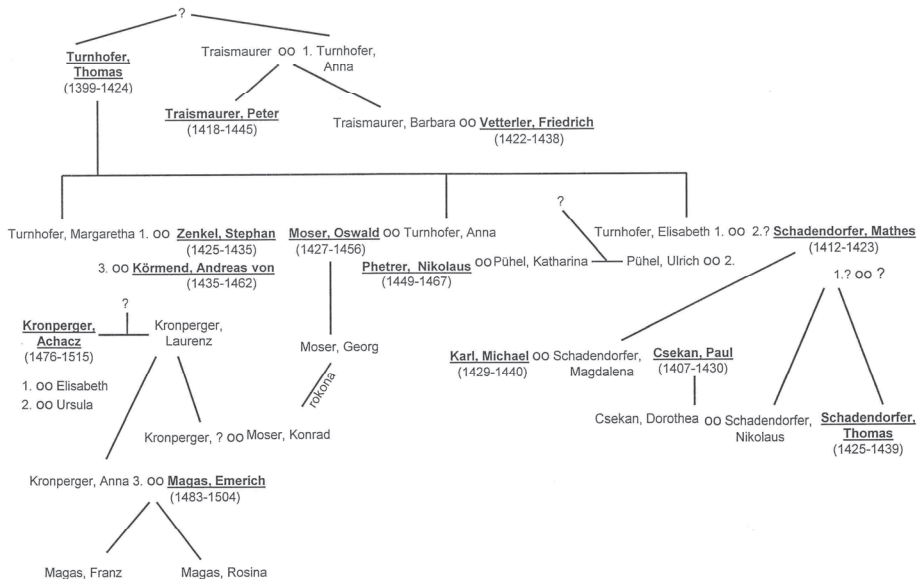 ?
Turnhofer, Thomas
(1399-1424)
Traismaurer oo 1. Turnhofer, Anna
Traismaurer, Peter
(1418-1445)
Traismaurer, Barbara oo Vetterler, Friedrich
(1422-1438)
Turnhofer, Margaretha 1. oo Zenkel, Stephan
(1425-1435)
3. oo Körmend, Andreas von
(1435-1462)
Moser, Oswald oo Turnhofer, Anna
(1427-1456)
?
Turnhofer, Elisabeth 1. oo 2.? Schadendorfer, Mathes
(1412-1423)
Phetrer, Nikolaus oo Pühel, Katharina
(1449-1467)
Pühel, Ulrich oo 2.
1.? oo ?
?
Kronperger, Achacz
(1476-1515)
Kronperger, Laurenz
1. oo Elisabeth
2. oo Ursula
Moser, Georg
rokona
Karl, Michael oo Schadendorfer, Magdalena
(1429-1440)
Csekan, Paul
(1407-1430)
Kronperger, ? oo Moser, Konrad
Csekan, Dorothea oo Schadendorfer, Nikolaus
Schadendorfer, Thomas
(1425-1439)
Kronperger, Anna 3. oo Magas, Emerich
(1483-1504)
Magas, Franz
Magas, Rosina